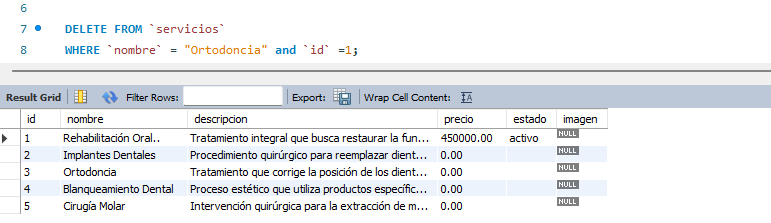 6
7 DELETE FROM `servicios`
8 WHERE `nombre` = "Ortodoncia" and `id` =1;
Result Grid Filter Rows: Export: Wrap Cell Content: IA
id nombre descripcion precio estado imagen
1 Rehabilitación Oral.. Tratamiento integral que busca restaurar la fun... 450000.00 activo NULL
2 Implantes Dentales Procedimiento quirúrgico para reemplazar dient... 0.00 NULL
3 Ortodoncia Tratamiento que corrige la posición de los dient... 0.00 NULL
4 Blanqueamiento Dental Proceso estético que utiliza productos específic... 0.00 NULL
5 Cirugía Molar Intervención quirúrgica para la extracción de m... 0.00 NULL